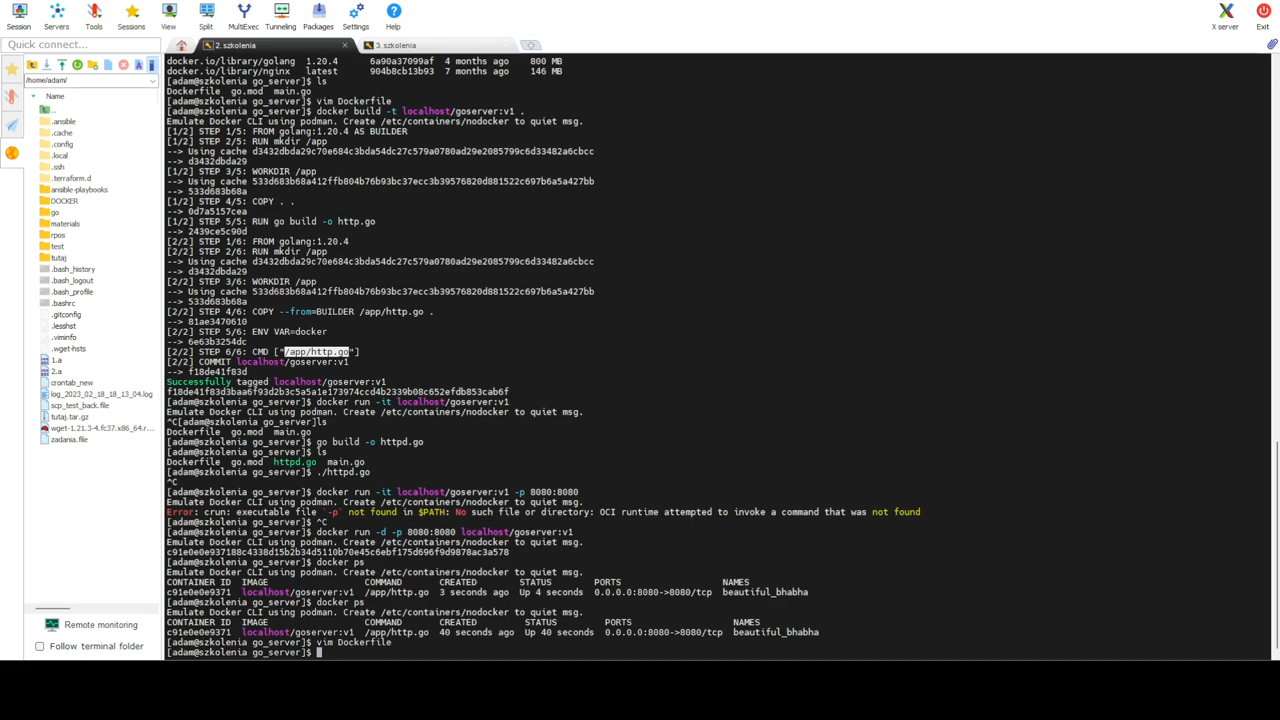 Session Servers Tools Sessions View Split MultiExec Tunneling Packages Settings Help X server Exit
Quick connect...
2. szkolenia
3. szkolenia
/home/adam/
Name
..
.ansible
.cache
.config
.local
.ssh
.terraform.d
ansible-playbooks
DOCKER
go
materials
rpos
test
tutaj
.bash_history
.bash_logout
.bash_profile
.bashrc
.gitconfig
.lesshst
.viminfo
.wget-hsts
1.a
2.a
crontab_new
log_2023_02_18_18_13_04.log
scp_test_back.file
tutaj.tar.gz
wget-1.21.3-4.fc37.x86_64.r...
zadania.file
Remote monitoring
Follow terminal folder
docker.io/library/golang 1.20.4 6a90a37099af 4 months ago 800 MB
docker.io/library/nginx latest 904b8cb13b93 7 months ago 146 MB
[adam@szkolenia go_server]$ ls
Dockerfile go.mod main.go
[adam@szkolenia go_server]$ vim Dockerfile
[adam@szkolenia go_server]$ docker build -t localhost/goserver:v1 .
Emulate Docker CLI using podman. Create /etc/containers/nodocker to quiet msg.
[1/2] STEP 1/5: FROM golang:1.20.4 AS BUILDER
[1/2] STEP 2/5: RUN mkdir /app
--> Using cache d3432dbda29c70e684c3bda54dc27c579a0780ad29e2085799c6d33482a6cbcc
--> d3432dbda29
[1/2] STEP 3/5: WORKDIR /app
--> Using cache 533d683b68a412ffb804b76b93bc37ecc3b39576820d881522c697b6a5a427bb
--> 533d683b68a
[1/2] STEP 4/5: COPY . .
--> 0d7a5157cea
[1/2] STEP 5/5: RUN go build -o http.go
--> 2439ce5c90d
[2/2] STEP 1/6: FROM golang:1.20.4
[2/2] STEP 2/6: RUN mkdir /app
--> Using cache d3432dbda29c70e684c3bda54dc27c579a0780ad29e2085799c6d33482a6cbcc
--> d3432dbda29
[2/2] STEP 3/6: WORKDIR /app
--> Using cache 533d683b68a412ffb804b76b93bc37ecc3b39576820d881522c697b6a5a427bb
--> 533d683b68a
[2/2] STEP 4/6: COPY --from=BUILDER /app/http.go .
--> 81ae3470610
[2/2] STEP 5/6: ENV VAR=docker
--> 6e63b3254dc
[2/2] STEP 6/6: CMD ["/app/http.go"]
[2/2] COMMIT localhost/goserver:v1
--> f18de41f83d
Successfully tagged localhost/goserver:v1
f18de41f83d3baa6f93d2b3c5a5a1e173974ccd4b2339b08c652efdb853cab6f
[adam@szkolenia go_server]$ docker run -it localhost/goserver:v1
Emulate Docker CLI using podman. Create /etc/containers/nodocker to quiet msg.
^C[adam@szkolenia go_server]ls
Dockerfile go.mod main.go
[adam@szkolenia go_server]$ go build -o httpd.go
[adam@szkolenia go_server]$ ls
Dockerfile go.mod httpd.go main.go
[adam@szkolenia go_server]$ ./httpd.go
^C
[adam@szkolenia go_server]$ docker run -it localhost/goserver:v1 -p 8080:8080
Emulate Docker CLI using podman. Create /etc/containers/nodocker to quiet msg.
Error: crun: executable file `-p` not found in $PATH: No such file or directory: OCI runtime attempted to invoke a command that was not found
[adam@szkolenia go_server]$ ^C
[adam@szkolenia go_server]$ docker run -d -p 8080:8080 localhost/goserver:v1
Emulate Docker CLI using podman. Create /etc/containers/nodocker to quiet msg.
c91e0e0e937188c4338d15b2b34d5110b70e45c6ebf175d696f9d9878ac3a578
[adam@szkolenia go_server]$ docker ps
Emulate Docker CLI using podman. Create /etc/containers/nodocker to quiet msg.
CONTAINER ID IMAGE COMMAND CREATED STATUS PORTS NAMES
c91e0e0e9371 localhost/goserver:v1 /app/http.go 3 seconds ago Up 4 seconds 0.0.0.0:8080->8080/tcp beautiful_bhabha
[adam@szkolenia go_server]$ docker ps
Emulate Docker CLI using podman. Create /etc/containers/nodocker to quiet msg.
CONTAINER ID IMAGE COMMAND CREATED STATUS PORTS NAMES
c91e0e0e9371 localhost/goserver:v1 /app/http.go 40 seconds ago Up 40 seconds 0.0.0.0:8080->8080/tcp beautiful_bhabha
[adam@szkolenia go_server]$ vim Dockerfile
[adam@szkolenia go_server]$